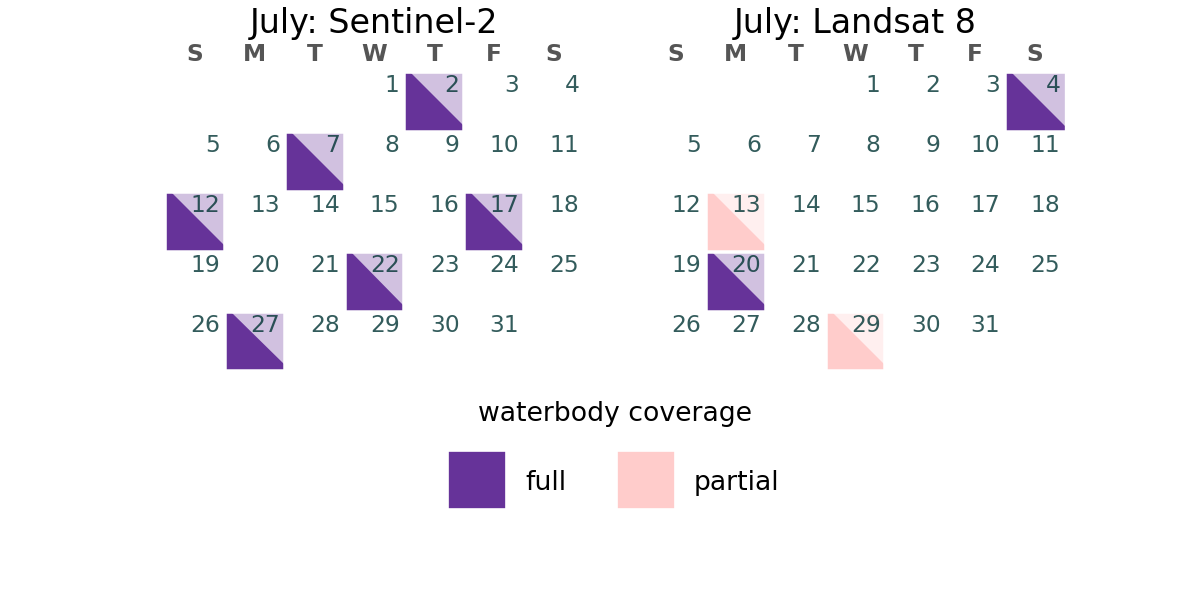 July: Sentinel-2
S M T W T F S
1 2 3 4
5 6 7 8 9 10 11
12 13 14 15 16 17 18
19 20 21 22 23 24 25
26 27 28 29 30 31
July: Landsat 8
S M T W T F S
1 2 3 4
5 6 7 8 9 10 11
12 13 14 15 16 17 18
19 20 21 22 23 24 25
26 27 28 29 30 31
waterbody coverage
full partial